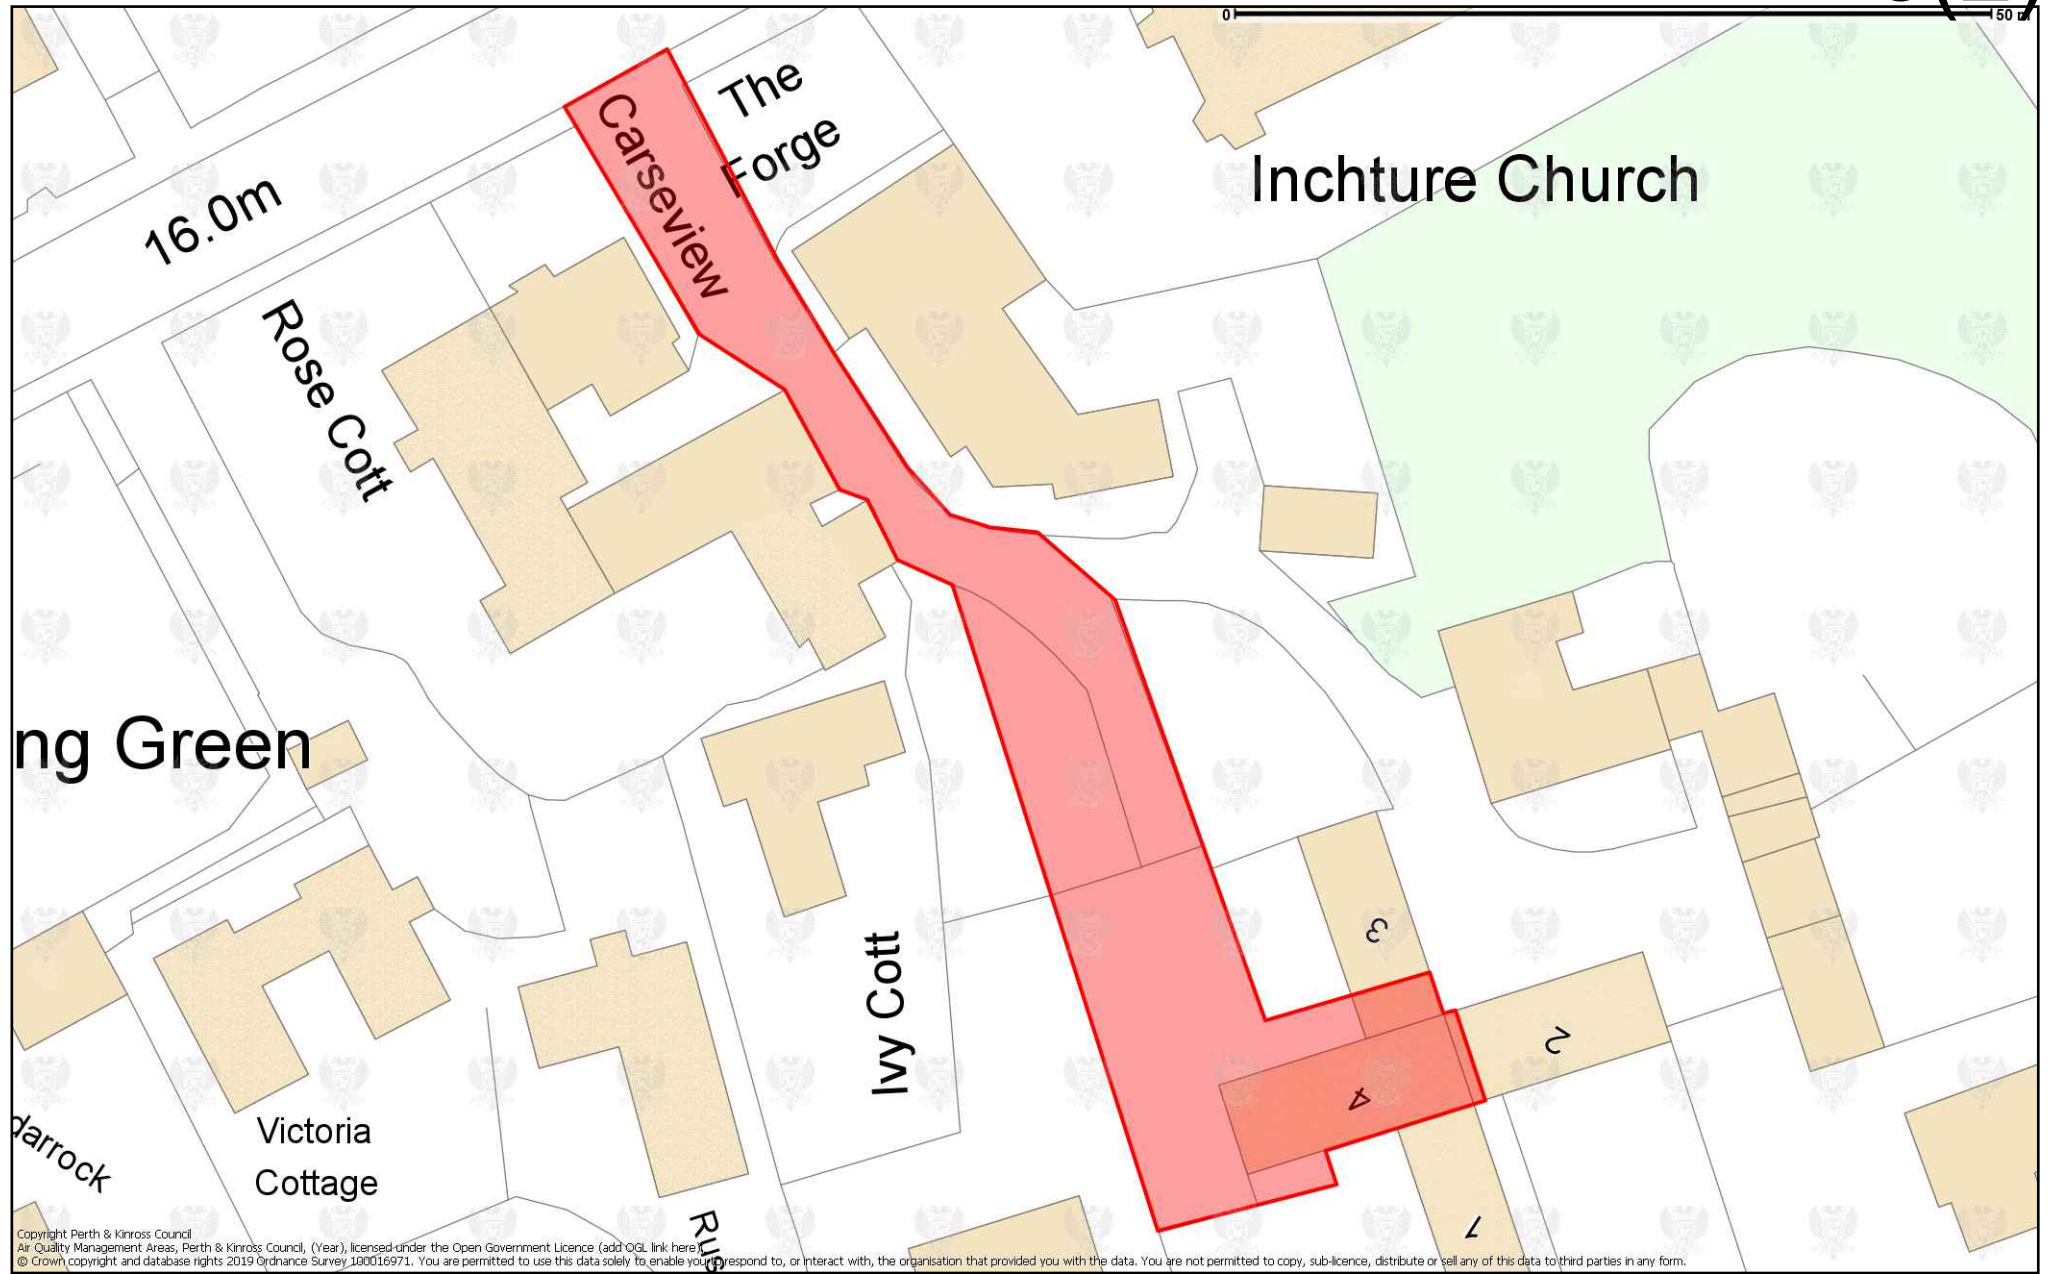 0 50 m
The
Forge
Carseview
Inchture Church
16.0m
Rose Cott
ng Green
3
Ivy Cott
2
4
Victoria
Cottage
darrock
Rus
1
Copyright Perth & Kinross Council
Air Quality Management Areas, Perth & Kinross Council, (Year), licensed under the Open Government Licence (add OGL link here).
© Crown copyright and database rights 2019 Ordnance Survey 100016971. You are permitted to use this data solely to enable you to respond to, or interact with, the organisation that provided you with the data. You are not permitted to copy, sub-licence, distribute or sell any of this data to third parties in any form.